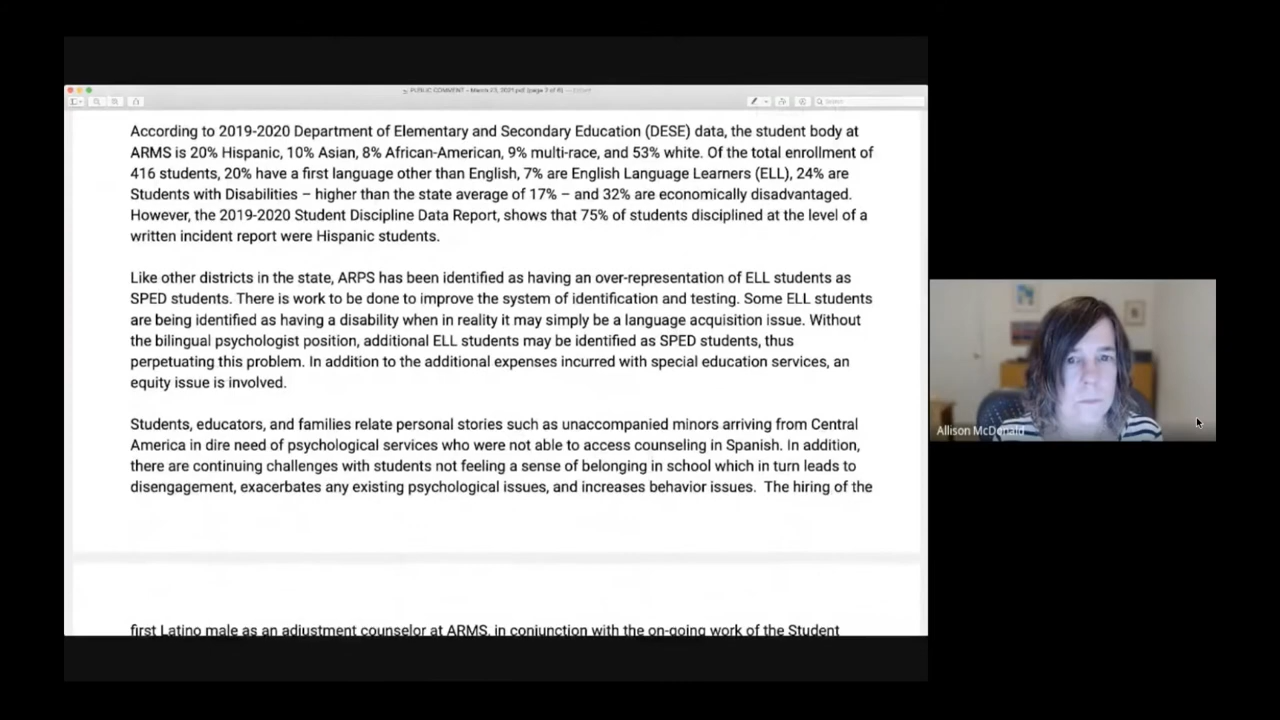 PUBLIC COMMENT - March 23, 2021.pdf (page 3 of 6) — Edited
Search
According to 2019-2020 Department of Elementary and Secondary Education (DESE) data, the student body at
ARMS is 20% Hispanic, 10% Asian, 8% African-American, 9% multi-race, and 53% white. Of the total enrollment of
416 students, 20% have a first language other than English, 7% are English Language Learners (ELL), 24% are
Students with Disabilities – higher than the state average of 17% – and 32% are economically disadvantaged.
However, the 2019-2020 Student Discipline Data Report, shows that 75% of students disciplined at the level of a
written incident report were Hispanic students.
Like other districts in the state, ARPS has been identified as having an over-representation of ELL students as
SPED students. There is work to be done to improve the system of identification and testing. Some ELL students
are being identified as having a disability when in reality it may simply be a language acquisition issue. Without
the bilingual psychologist position, additional ELL students may be identified as SPED students, thus
perpetuating this problem. In addition to the additional expenses incurred with special education services, an
equity issue is involved.
Students, educators, and families relate personal stories such as unaccompanied minors arriving from Central
America in dire need of psychological services who were not able to access counseling in Spanish. In addition,
there are continuing challenges with students not feeling a sense of belonging in school which in turn leads to
disengagement, exacerbates any existing psychological issues, and increases behavior issues. The hiring of the
first Latino male as an adjustment counselor at ARMS, in conjunction with the on-going work of the Student
Allison McDonald